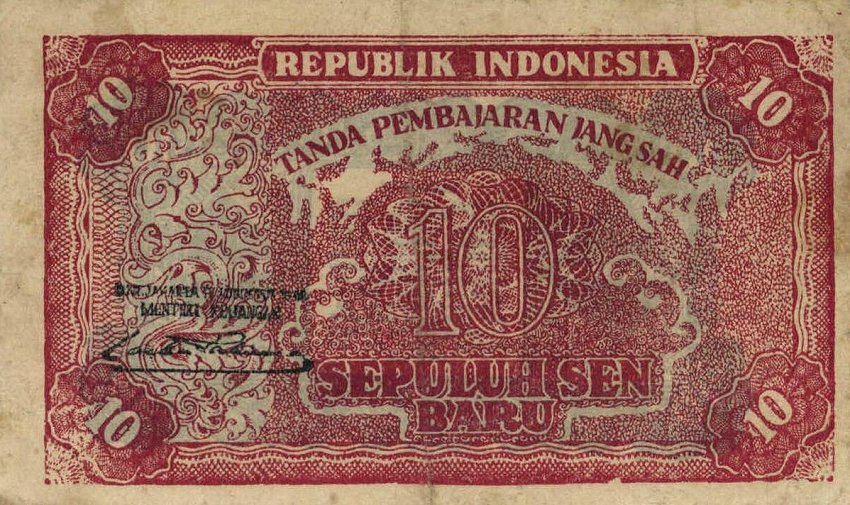 10
REPUBLIK INDONESIA
10
TANDA PEMBAJARAN JANG SAH
10
MENTERI KEUANGAN
SEPULUH SEN
BARU
10
10